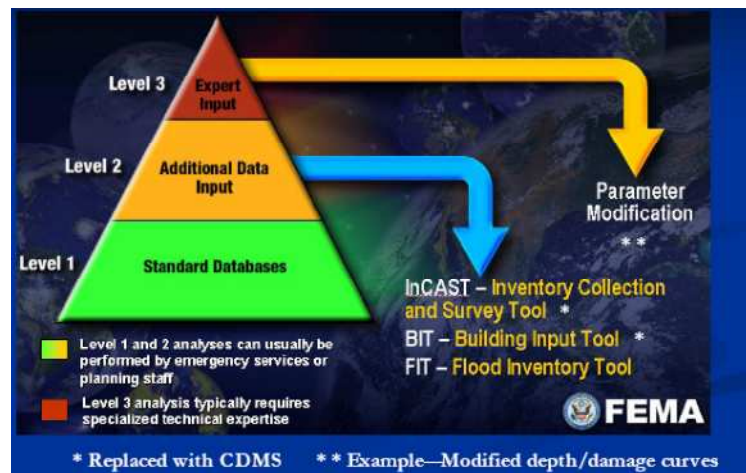 Level 3
Expert
Input
Level 2
Additional Data
Input
Parameter
Modification
* *
Level 1
Standard Databases
InCAST – Inventory Collection
and Survey Tool *
BIT – Building Input Tool *
FIT – Flood Inventory Tool
Level 1 and 2 analyses can usually be
performed by emergency services or
planning staff
Level 3 analysis typically requires
specialized technical expertise
FEMA
* Replaced with CDMS * * Example—Modified depth/damage curves